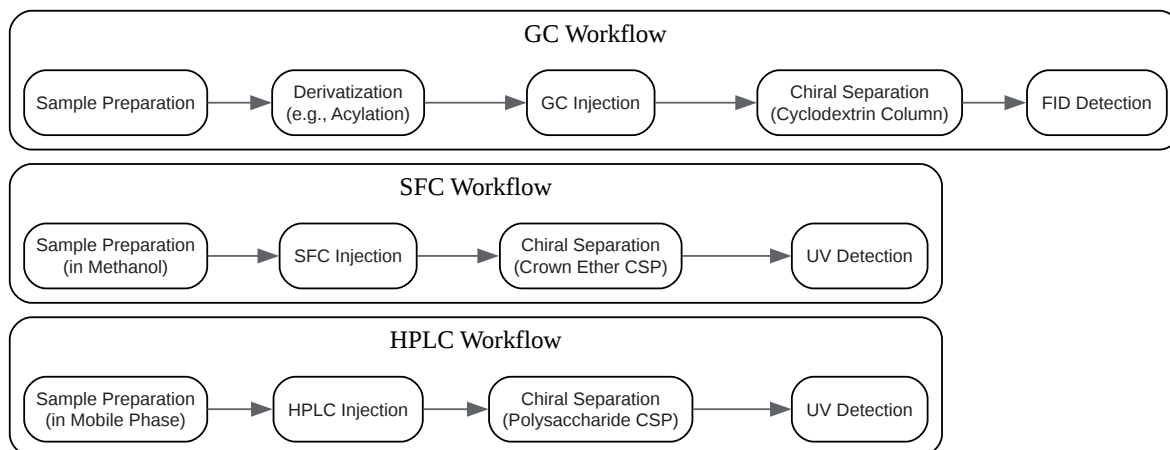 GC Workflow
Sample Preparation
Derivatization
(e.g., Acylation)
GC Injection
Chiral Separation
(Cyclodextrin Column)
FID Detection
SFC Workflow
Sample Preparation
(in Methanol)
SFC Injection
Chiral Separation
(Crown Ether CSP)
UV Detection
HPLC Workflow
Sample Preparation
(in Mobile Phase)
HPLC Injection
Chiral Separation
(Polysaccharide CSP)
UV Detection